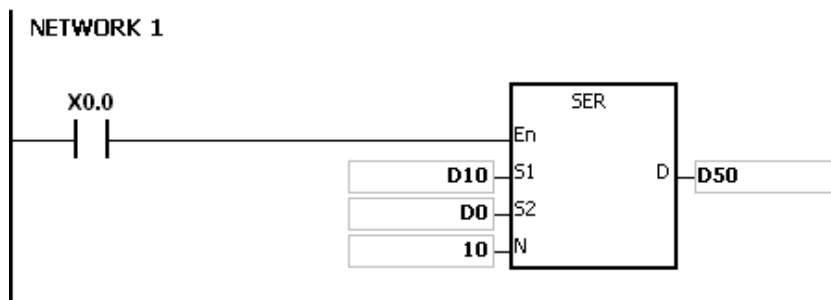 NETWORK 1
X0.0
SER
En
D10 S1 D D50
D0 S2
10 N